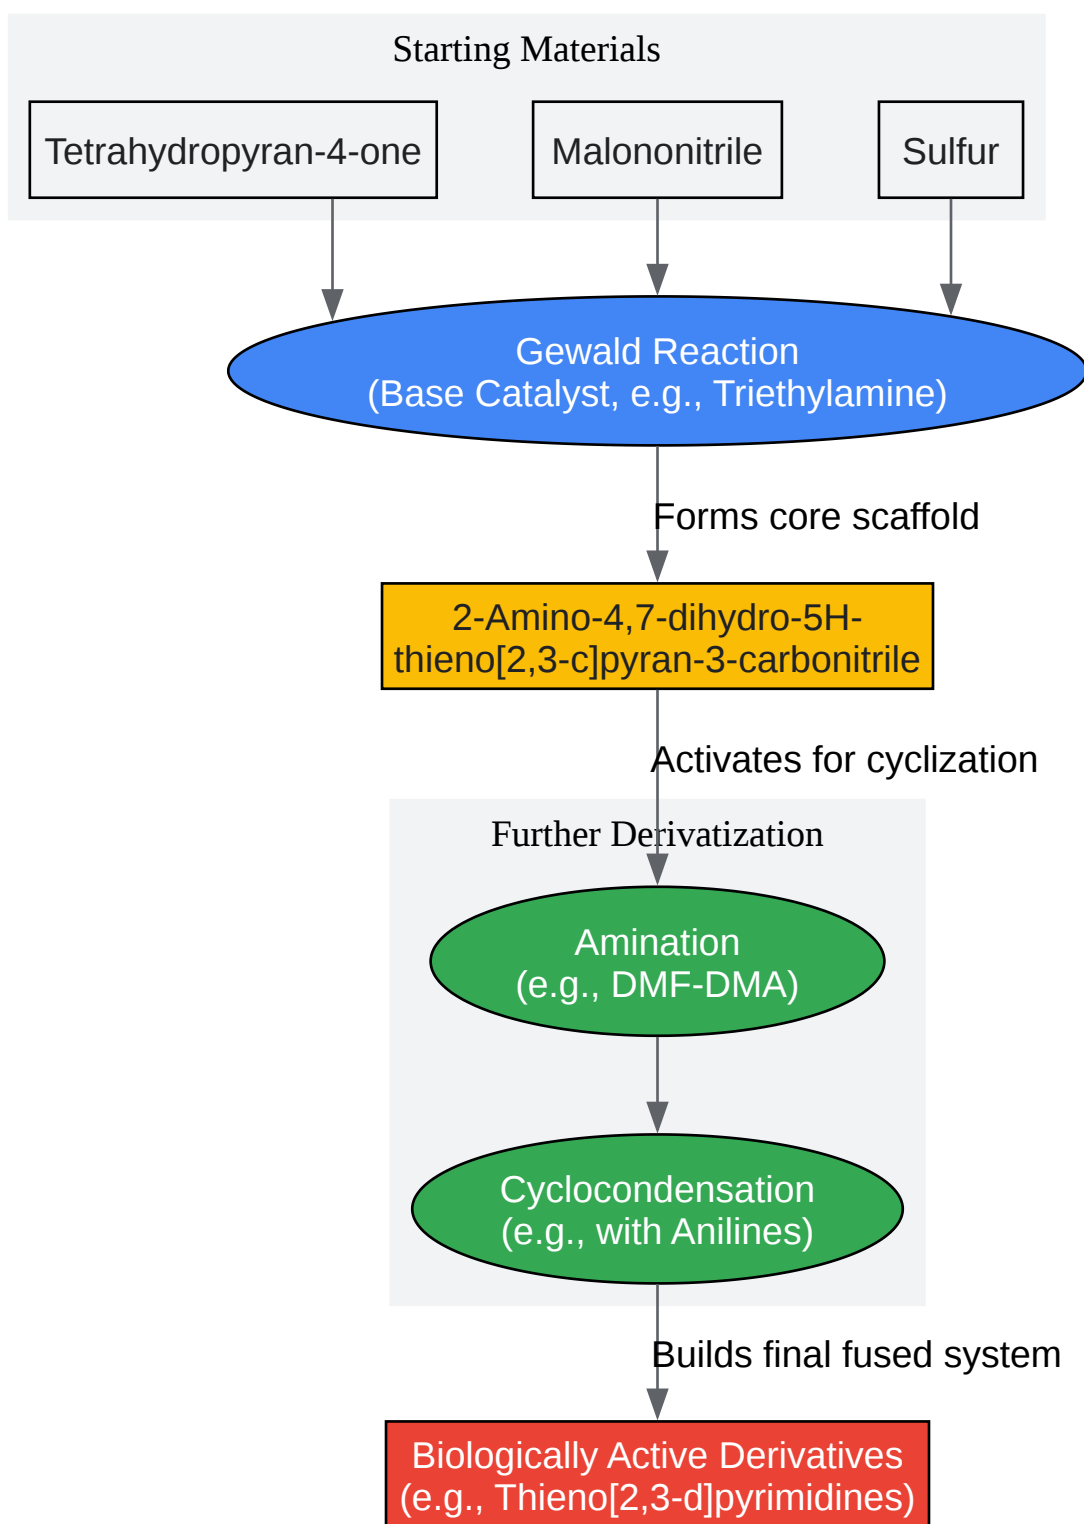 Starting Materials
Tetrahydropyran-4-one
Malononitrile
Sulfur
Gewald Reaction
(Base Catalyst, e.g., Triethylamine)
Forms core scaffold
2-Amino-4,7-dihydro-5H-
thieno[2,3-c]pyran-3-carbonitrile
Activates for cyclization
Further Derivatization
Amination
(e.g., DMF-DMA)
Cyclocondensation
(e.g., with Anilines)
Builds final fused system
Biologically Active Derivatives
(e.g., Thieno[2,3-d]pyrimidines)